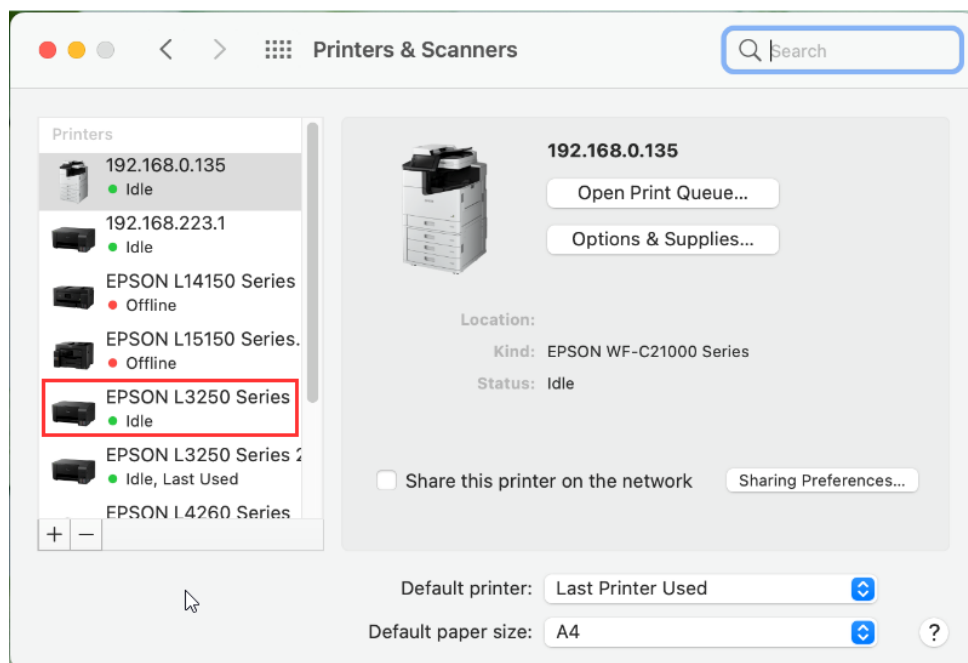 Printers & Scanners
Search
Printers
192.168.0.135
Idle
192.168.223.1
Idle
EPSON L14150 Series
Offline
EPSON L15150 Series.
Offline
EPSON L3250 Series
Idle
EPSON L3250 Series 2
Idle, Last Used
EPSON L4260 Series
+ −
192.168.0.135
Open Print Queue...
Options & Supplies...
Location:
Kind: EPSON WF-C21000 Series
Status: Idle
Share this printer on the network
Sharing Preferences...
Default printer: Last Printer Used
Default paper size: A4
?